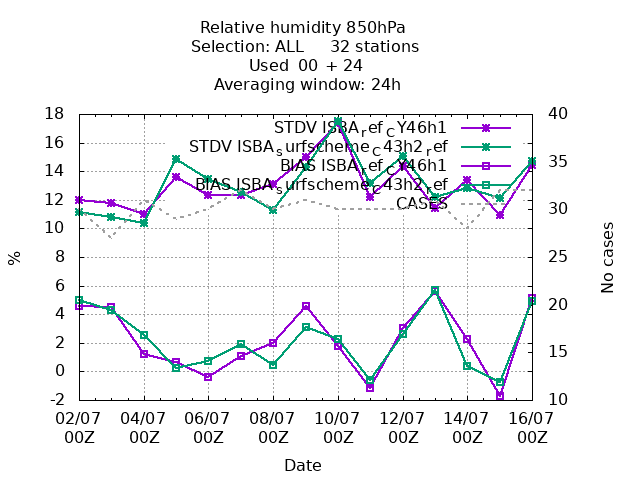 Relative humidity 850hPa
Selection: ALL 32 stations
Used 00 + 24
Averaging window: 24h
18 40
STDV ISBA_ref_CY46h1
16
STDV ISBA_surfscheme_C43h2_ref
35
BIAS ISBA_ref_CY46h1
14
BIAS ISBA_surfscheme_C43h2_ref
12
CASES
30
10
8
25
6
4
20
2
15
0
-2 10
%
No cases
02/07 04/07 06/07 08/07 10/07 12/07 14/07 16/07
00Z 00Z 00Z 00Z 00Z 00Z 00Z 00Z
Date